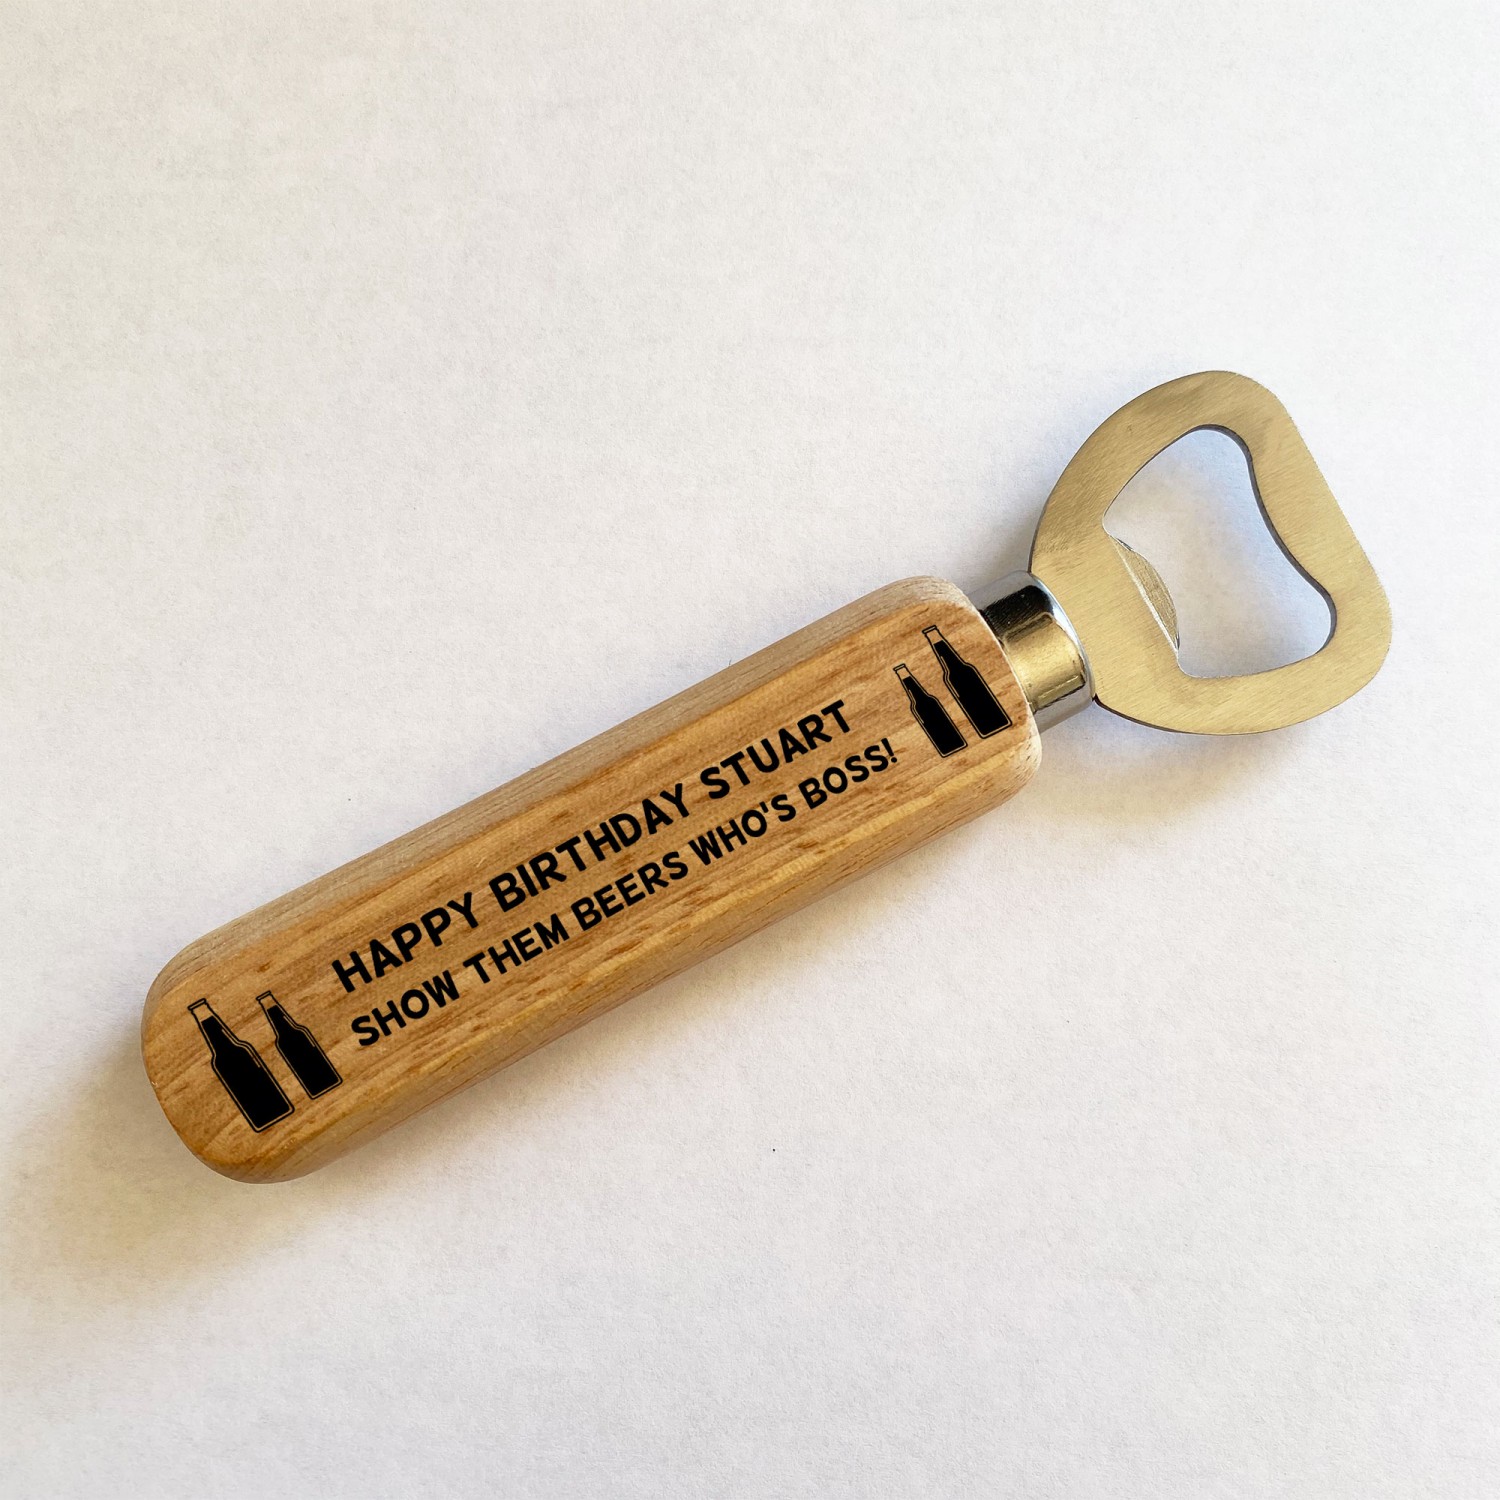 HAPPY BIRTHDAY STUART
SHOW THEM BEERS WHO'S BOSS!